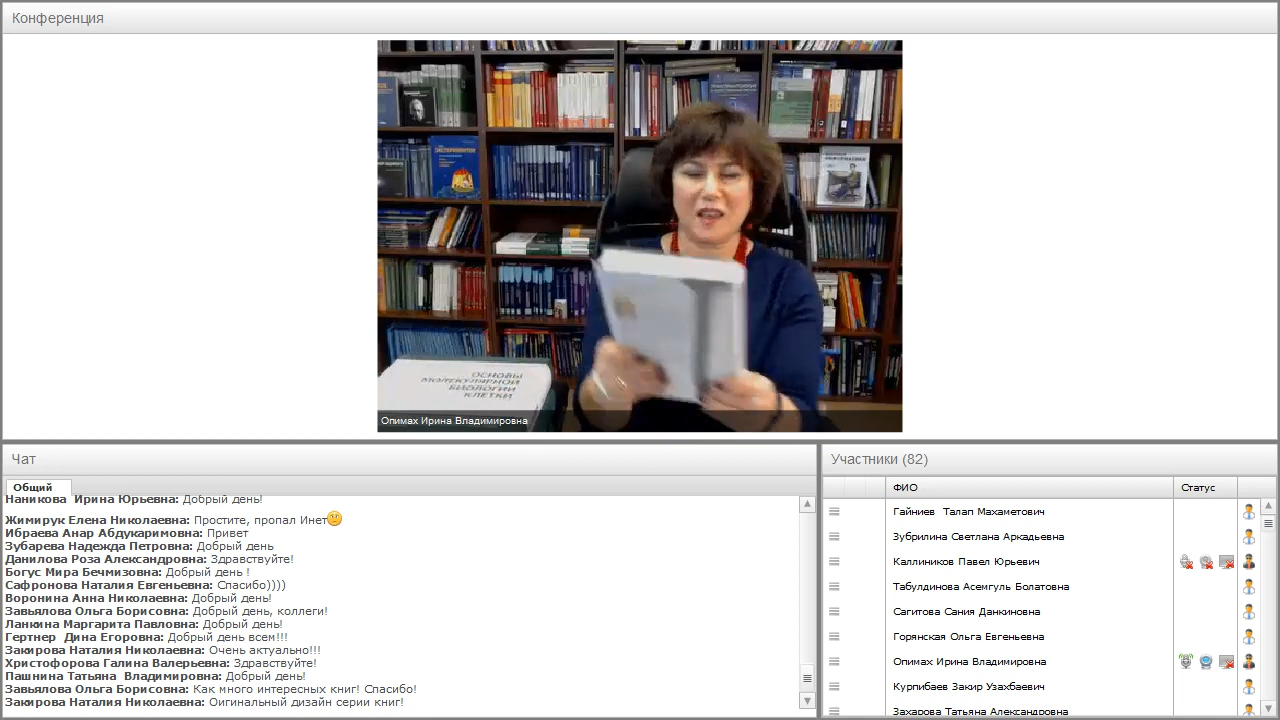 Конференция
ЭКСПЕРИМЕНТОВ
ОСНОВЫ
МОЛЕКУЛЯРНОЙ
БИОЛОГИИ
КЛЕТКИ
Опимах Ирина Владимировна
Чат
Общий
Наникова Ирина Юрьевна: Добрый день!
Жимирук Елена Николаевна: Простите, пропал Инет
Ибраева Анар Абдукаримовна: Привет
Зубарева Надежда Петровна: Добрый день
Данилова Роза Александровна: Здравствуйте!
Богус Мира Бечмизовна: Добрый день !
Сафронова Наталия Евгеньевна: Спасибо))))
Воронина Анна Николаевна: Добрый день!
Завьялова Ольга Борисовна: Добрый день, коллеги!
Ланкина Маргарита Павловна: Добрый день!
Гертнер Дина Егоровна: Добрый день всем!!!
Закирова Наталия Николаевна: Очень актуально!!!
Христофорова Галина Валерьевна: Здравствуйте!
Пашнина Татьяна Владимировна: Добрый день!
Завьялова Ольга Борисовна: Как много интересных книг! Спасибо!
Закирова Наталия Николаевна: Оигинальный дизайн серии книг!
Участники (82)
ФИО Статус
Гайниев Талап Махаметович
Зубрилина Светлана Аркадьевна
Каллиников Павел Юрьевич
Табулдинова Асемгуль Болатовна
Сагитова Сания Данкиновна
Горянская Ольга Евгеньевна
Опимах Ирина Владимировна
Курпибаев Закир Узакбаевич
Захарова Татьяна Александровна